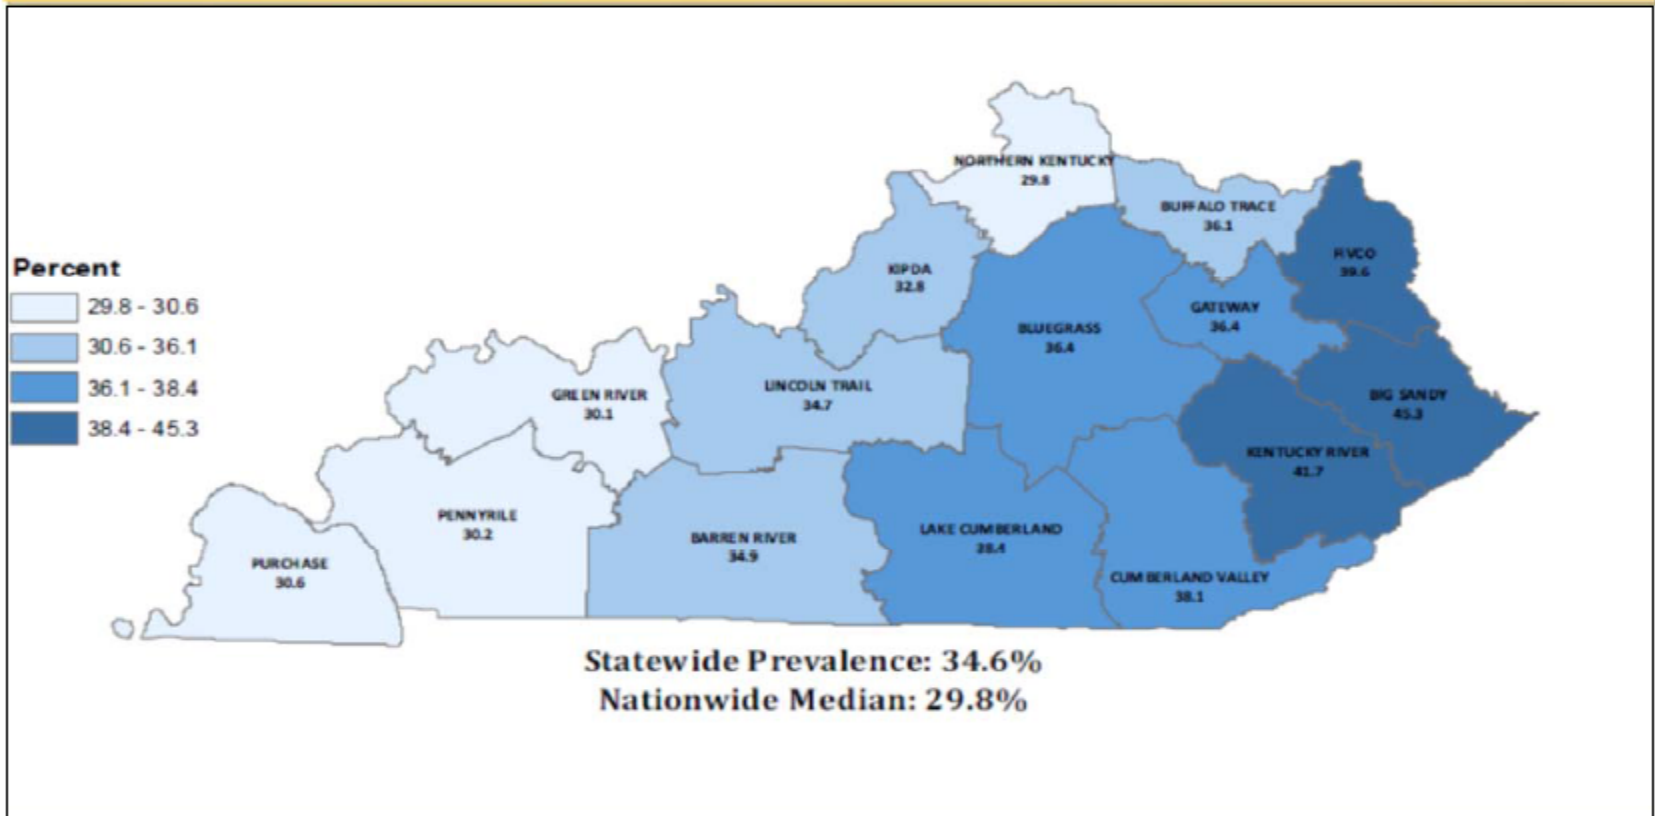 NORTHERN KENTUCKY
29.8
BUFFALO TRACE
36.1
FIVCO
39.6
KIPDA
32.8
Percent
29.8 - 30.6
30.6 - 36.1
36.1 - 38.4
38.4 - 45.3
GATEWAY
36.4
BLUEGRASS
36.4
LINCOLN TRAIL
34.7
GREEN RIVER
30.1
BIG SANDY
45.3
KENTUCKY RIVER
41.7
PENNYRILE
30.2
LAKE CUMBERLAND
38.4
BARREN RIVER
34.9
PURCHASE
30.6
CUMBERLAND VALLEY
38.1
Statewide Prevalence: 34.6%
Nationwide Median: 29.8%